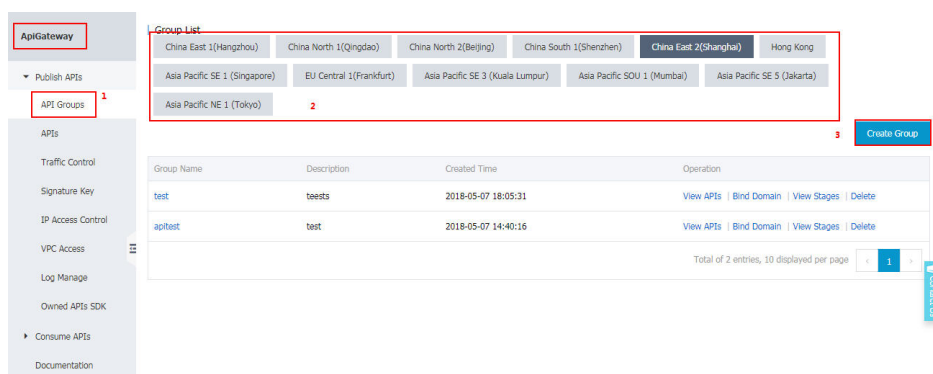 ApiGateway
Publish APIs
API Groups
1
APIs
Traffic Control
Signature Key
IP Access Control
VPC Access
Log Manage
Owned APIs SDK
Consume APIs
Documentation
Group List
China East 1(Hangzhou) China North 1(Qingdao) China North 2(Beijing) China South 1(Shenzhen) China East 2(Shanghai) Hong Kong
Asia Pacific SE 1 (Singapore) EU Central 1(Frankfurt) Asia Pacific SE 3 (Kuala Lumpur) Asia Pacific SOU 1 (Mumbai) Asia Pacific SE 5 (Jakarta)
Asia Pacific NE 1 (Tokyo) 2
3 Create Group
Group Name Description Created Time Operation
test teests 2018-05-07 18:05:31 View APIs | Bind Domain | View Stages | Delete
apitest test 2018-05-07 14:40:16 View APIs | Bind Domain | View Stages | Delete
Total of 2 entries, 10 displayed per page ‹ 1 ›